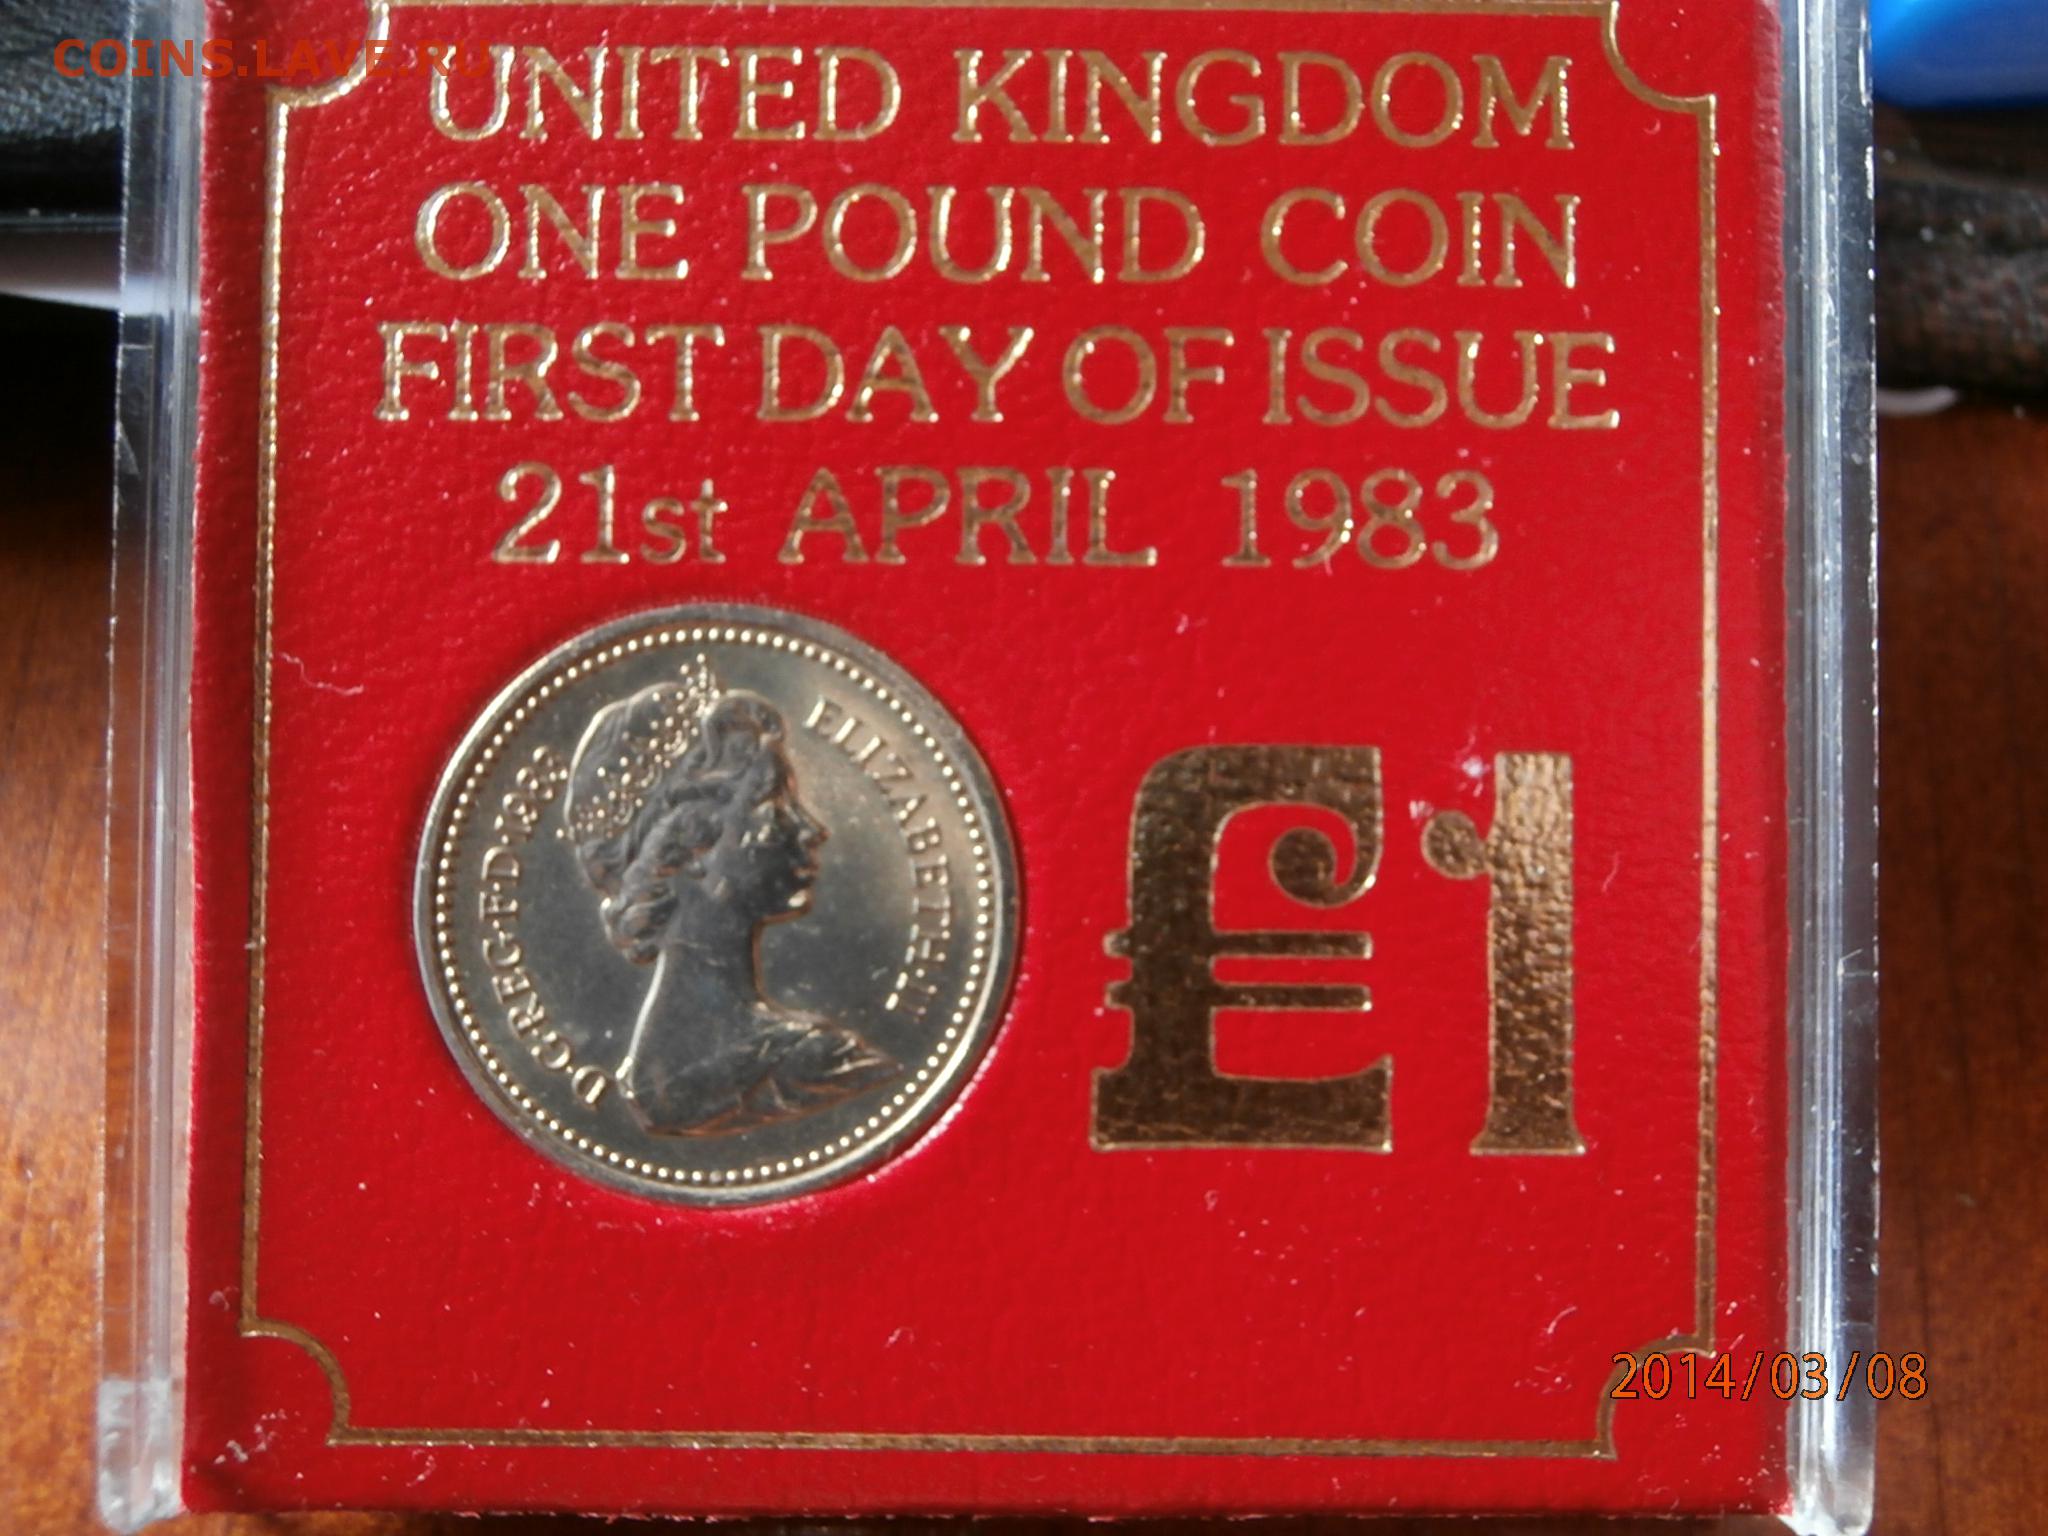 COINS.LAVE.RU
UNITED KINGDOM
ONE POUND COIN
FIRST DAY OF ISSUE
21st APRIL 1983
D·G·REG·F·D·1983
ELIZABETH·II
£1
2014/03/08